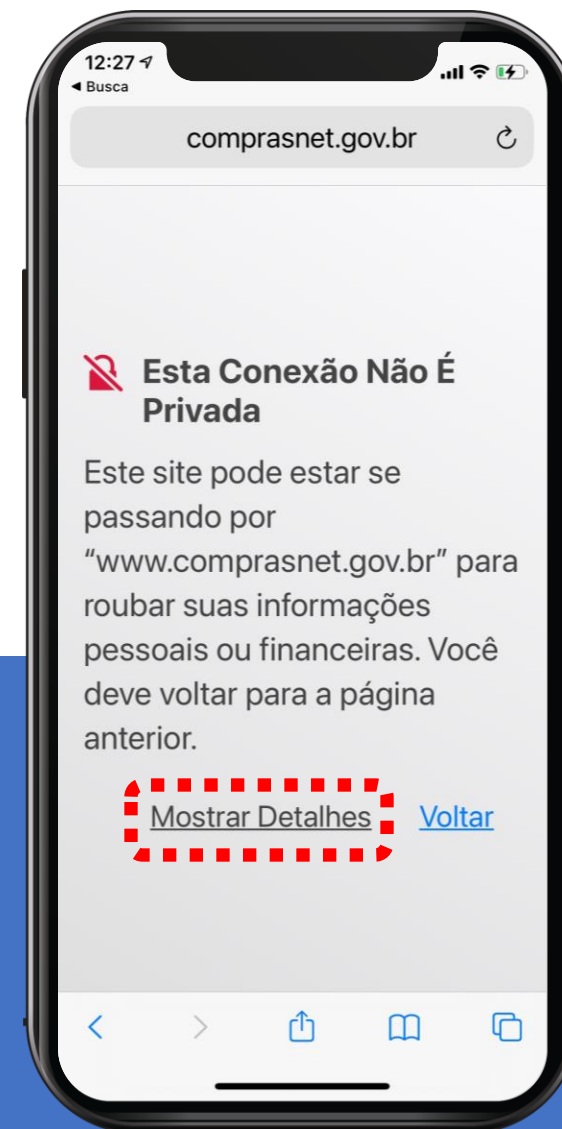 12:27
Busca
comprasnet.gov.br
Esta Conexão Não É
Privada
Este site pode estar se
passando por
“www.comprasnet.gov.br” para
roubar suas informações
pessoais ou financeiras. Você
deve voltar para a página
anterior.
Mostrar Detalhes Voltar